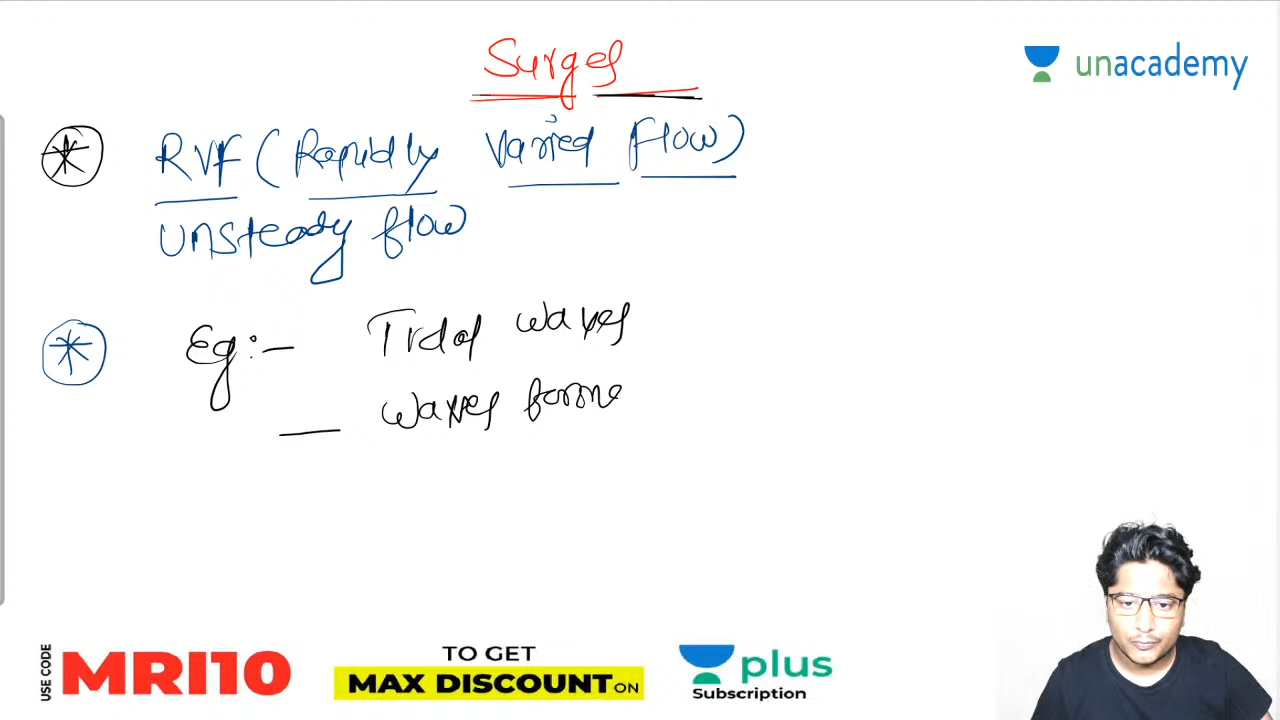 Surges
unacademy
RVF (Rapidly Varied flow)
unsteady flow
Eg:- Tidal waves
waves forme
USE CODE
MRI10
TO GET
MAX DISCOUNT ON
plus
Subscription